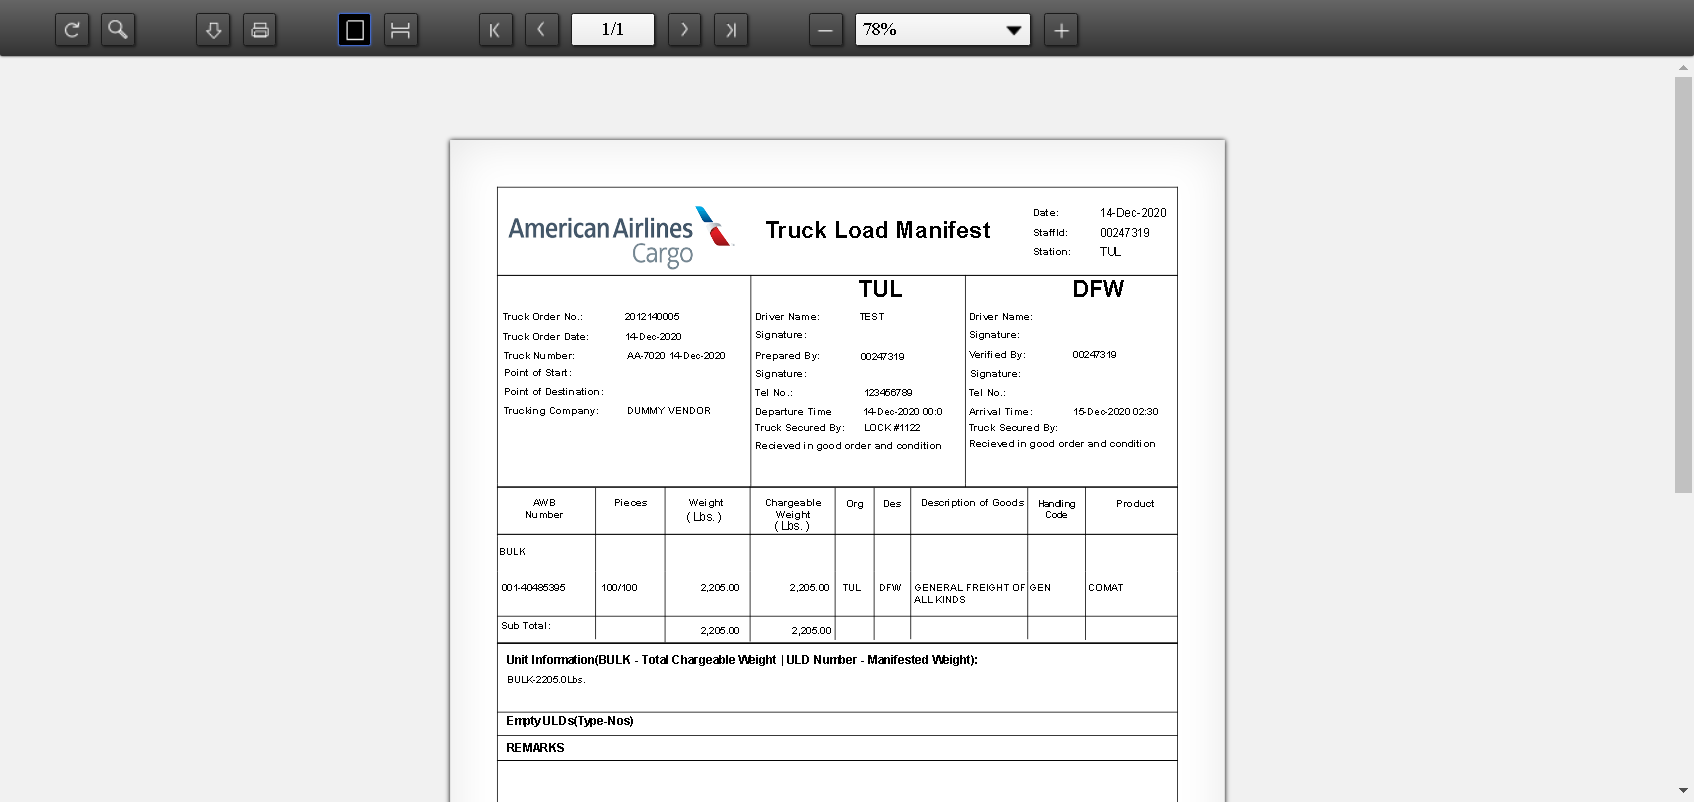 1/1
78%
American Airlines
Cargo
Truck Load Manifest
Date: 14-Dec-2020
StaffId: 00247319
Station: TUL
TUL
DFW
Truck Order No.: 2012140005
Truck Order Date: 14-Dec-2020
Truck Number: AA-7020 14-Dec-2020
Point of Start:
Point of Destination:
Trucking Company: DUMMY VENDOR
Driver Name: TEST
Signature:
Prepared By: 00247319
Signature:
Tel No.: 123456789
Departure Time 14-Dec-2020 00:0
Truck Secured By: LOCK #1122
Recieved in good order and condition
Driver Name:
Signature:
Verified By: 00247319
Signature:
Tel No.:
Arrival Time: 15-Dec-2020 02:30
Truck Secured By:
Recieved in good order and condition
AWB Number Pieces Weight (Lbs.) Chargeable Weight (Lbs.) Org Des Description of Goods Handling Code Product
BULK
001-40485395 100/100 2,205.00 2,205.00 TUL DFW GENERAL FREIGHT OF GEN COMAT
ALL KINDS
Sub Total: 2,205.00 2,205.00
Unit Information(BULK - Total Chargeable Weight | ULD Number - Manifested Weight):
BULK-2205.0Lbs.
Empty ULDs(Type-Nos)
REMARKS